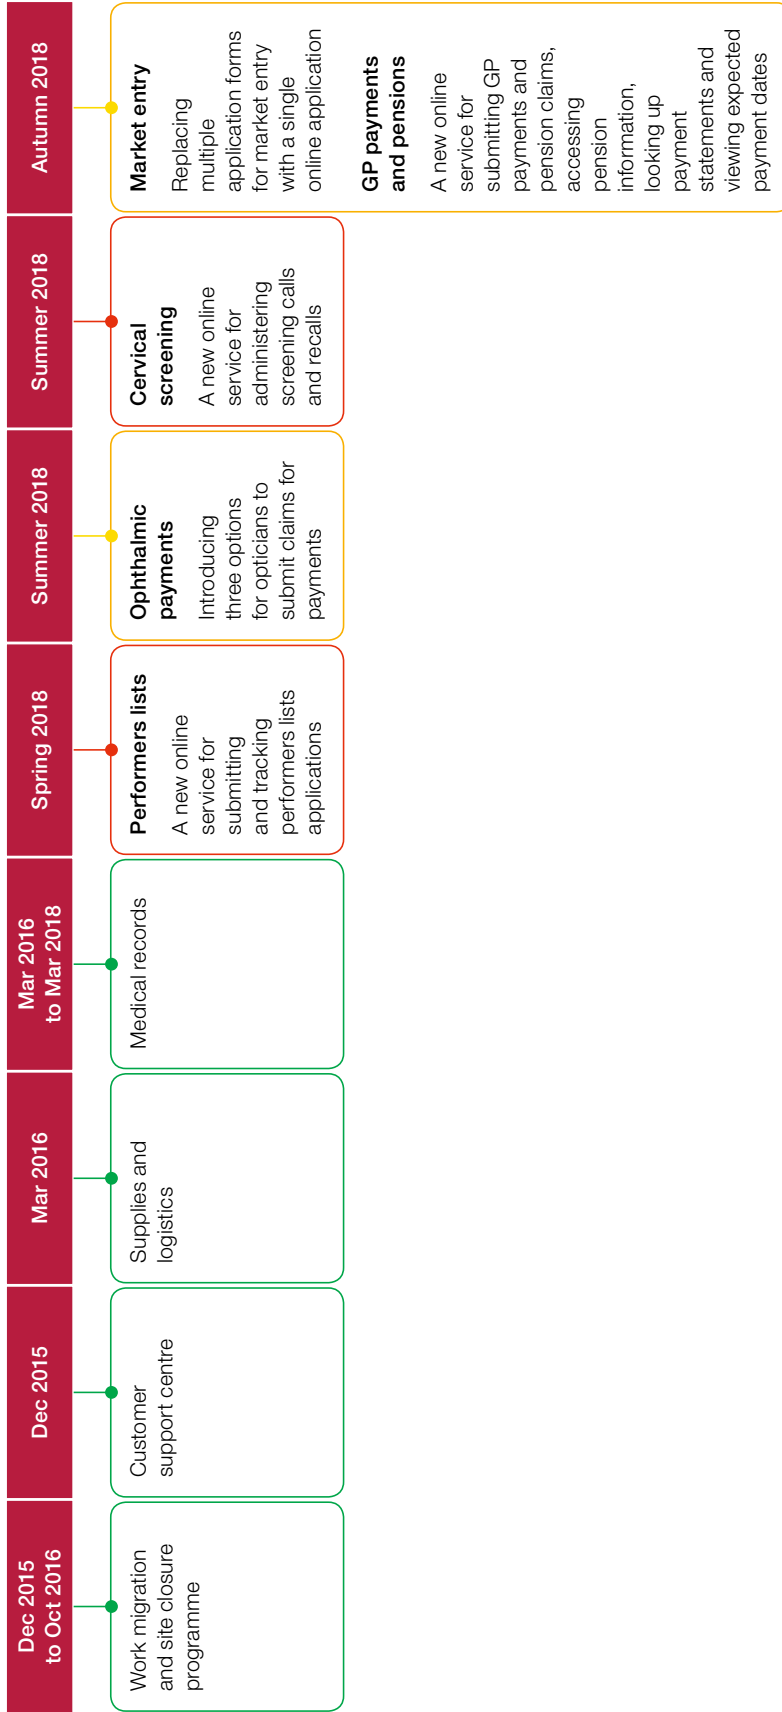 Dec 2015
to Oct 2016
Work migration
and site closure
programme
Dec 2015
Customer
support centre
Mar 2016
Supplies and
logistics
Mar 2016
to Mar 2018
Medical records
Spring 2018
Performers lists
A new online
service for
submitting
and tracking
performers lists
applications
Summer 2018
Ophthalmic
payments
Introducing
three options
for opticians to
submit claims for
payments
Summer 2018
Cervical
screening
A new online
service for
administering
screening calls
and recalls
Autumn 2018
Market entry
Replacing
multiple
application forms
for market entry
with a single
online application
GP payments
and pensions
A new online
service for
submitting GP
payments and
pension claims,
accessing
pension
information,
looking up
payment
statements and
viewing expected
payment dates